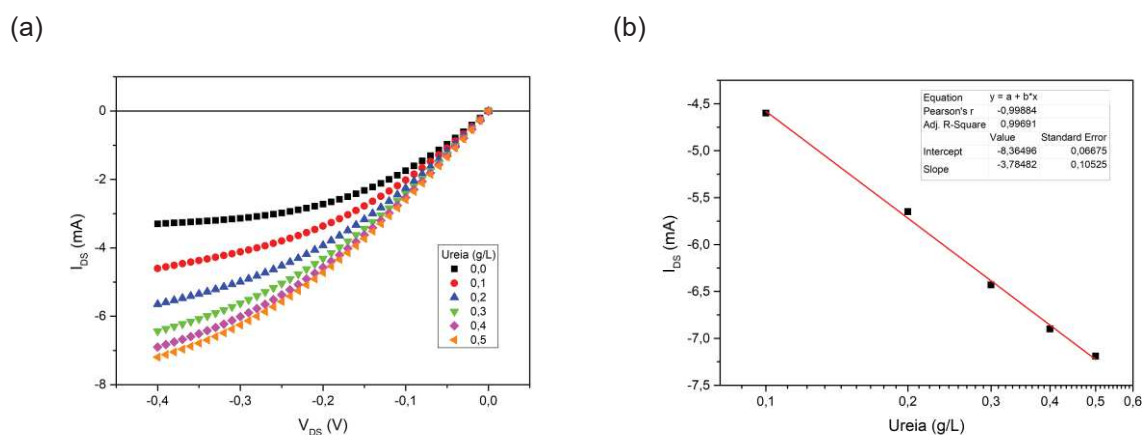 (a)
(b)
0
-2
-4
-6
-8
I_DS (mA)
-0,4
-0,3
-0,2
-0,1
0,0
V_DS (V)
Ureia (g/L)
0,0
0,1
0,2
0,3
0,4
0,5
-4,5
-5,0
-5,5
-6,0
-6,5
-7,0
-7,5
I_DS (mA)
0,1
0,2
0,3
0,4
0,5
0,6
Ureia (g/L)
Equation y = a + b*x
Pearson's r -0,99884
Adj. R-Square 0,99691
Value Standard Error
Intercept -8,36496 0,06675
Slope -3,78482 0,10525